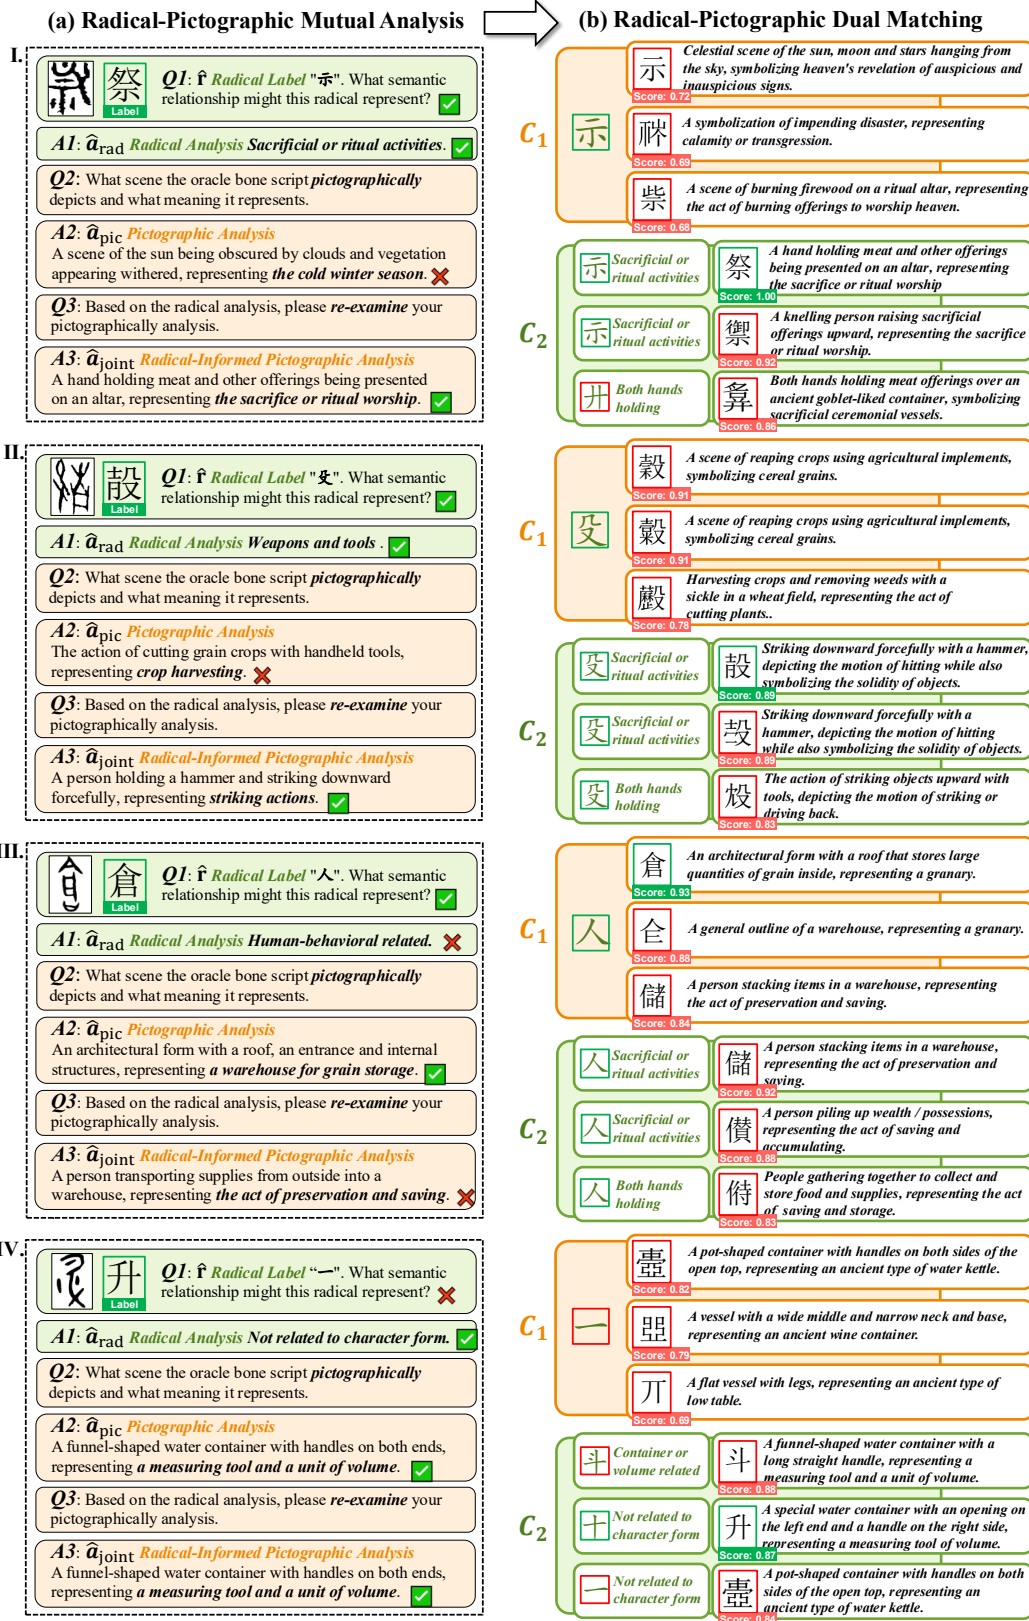 (a) Radical-Pictographic Mutual Analysis
(b) Radical-Pictographic Dual Matching
I.
祭
Label
Q1: r̂ Radical Label "示". What semantic
relationship might this radical represent?
A1: ârad Radical Analysis Sacrificial or ritual activities.
Q2: What scene the oracle bone script pictographically
depicts and what meaning it represents.
A2: âpic Pictographic Analysis
A scene of the sun being obscured by clouds and vegetation
appearing withered, representing the cold winter season.
Q3: Based on the radical analysis, please re-examine your
pictographically analysis.
A3: âjoint Radical-Informed Pictographic Analysis
A hand holding meat and other offerings being presented
on an altar, representing the sacrifice or ritual worship.
C1
示
示
Score: 0.72
Celestial scene of the sun, moon and stars hanging from
the sky, symbolizing heaven's revelation of auspicious and
inauspicious signs.
Score: 0.69
A symbolization of impending disaster, representing
calamity or transgression.
祡
Score: 0.68
A scene of burning firewood on a ritual altar, representing
the act of burning offerings to worship heaven.
C2
示
Sacrificial or
ritual activities
祭
Score: 1.00
A hand holding meat and other offerings
being presented on an altar, representing
the sacrifice or ritual worship
示
Sacrificial or
ritual activities
禦
Score: 0.92
A knelling person raising sacrificial
offerings upward, representing the sacrifice
or ritual worship.
廾
Both hands
holding
Score: 0.86
Both hands holding meat offerings over an
ancient goblet-like container, symbolizing
sacrificial ceremonial vessels.
II.
㱿
Label
Q1: r̂ Radical Label "殳". What semantic
relationship might this radical represent?
A1: ârad Radical Analysis Weapons and tools .
Q2: What scene the oracle bone script pictographically
depicts and what meaning it represents.
A2: âpic Pictographic Analysis
The action of cutting grain crops with handheld tools,
representing crop harvesting.
Q3: Based on the radical analysis, please re-examine your
pictographically analysis.
A3: âjoint Radical-Informed Pictographic Analysis
A person holding a hammer and striking downward
forcefully, representing striking actions.
C1
殳
穀
Score: 0.91
A scene of reaping crops using agricultural implements,
symbolizing cereal grains.
Score: 0.91
A scene of reaping crops using agricultural implements,
symbolizing cereal grains.
Score: 0.78
Harvesting crops and removing weeds with a
sickle in a wheat field, representing the act of
cutting plants..
C2
殳
Sacrificial or
ritual activities
㱿
Score: 0.89
Striking downward forcefully with a hammer,
depicting the motion of hitting while also
symbolizing the solidity of objects.
殳
Sacrificial or
ritual activities
Score: 0.89
Striking downward forcefully with a
hammer, depicting the motion of hitting
while also symbolizing the solidity of objects.
殳
Both hands
holding
Score: 0.83
The action of striking objects upward with
tools, depicting the motion of striking or
driving back.
III.
倉
Label
Q1: r̂ Radical Label "人". What semantic
relationship might this radical represent?
A1: ârad Radical Analysis Human-behavioral related.
Q2: What scene the oracle bone script pictographically
depicts and what meaning it represents.
A2: âpic Pictographic Analysis
An architectural form with a roof, an entrance and internal
structures, representing a warehouse for grain storage.
Q3: Based on the radical analysis, please re-examine your
pictographically analysis.
A3: âjoint Radical-Informed Pictographic Analysis
A person transporting supplies from outside into a
warehouse, representing the act of preservation and saving.
C1
人
倉
Score: 0.93
An architectural form with a roof that stores large
quantities of grain inside, representing a granary.
Score: 0.88
A general outline of a warehouse, representing a granary.
儲
Score: 0.84
A person stacking items in a warehouse, representing
the act of preservation and saving.
C2
人
Sacrificial or
ritual activities
儲
Score: 0.92
A person stacking items in a warehouse,
representing the act of preservation and
saving.
人
Sacrificial or
ritual activities
儹
Score: 0.88
A person piling up wealth / possessions,
representing the act of saving and
accumulating.
人
Both hands
holding
偫
Score: 0.83
People gathering together to collect and
store food and supplies, representing the act
of saving and storage.
IV.
升
Label
Q1: r̂ Radical Label "一". What semantic
relationship might this radical represent?
A1: ârad Radical Analysis Not related to character form.
Q2: What scene the oracle bone script pictographically
depicts and what meaning it represents.
A2: âpic Pictographic Analysis
A funnel-shaped water container with handles on both ends,
representing a measuring tool and a unit of volume.
Q3: Based on the radical analysis, please re-examine your
pictographically analysis.
A3: âjoint Radical-Informed Pictographic Analysis
A funnel-shaped water container with handles on both ends,
representing a measuring tool and a unit of volume.
C1
一
Score: 0.82
A pot-shaped container with handles on both sides of the
open top, representing an ancient type of water kettle.
Score: 0.79
A vessel with a wide middle and narrow neck and base,
representing an ancient wine container.
丌
Score: 0.69
A flat vessel with legs, representing an ancient type of
low table.
C2
斗
Container or
volume related
斗
Score: 0.88
A funnel-shaped water container with a
long straight handle, representing a
measuring tool and a unit of volume.
十
Not related to
character form
升
Score: 0.87
A special water container with an opening on
the left end and a handle on the right side,
representing a measuring tool of volume.
一
Not related to
character form
Score: 0.84
A pot-shaped container with handles on both
sides of the open top, representing an
ancient type of water kettle.